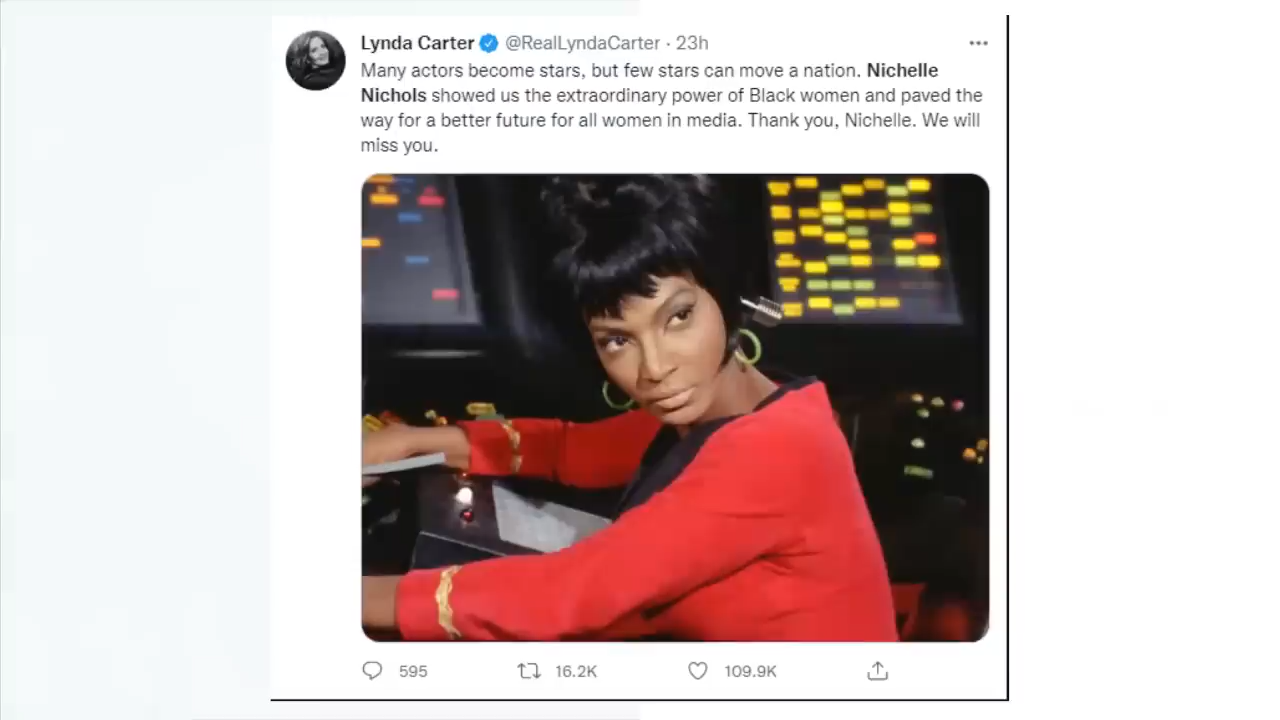 Lynda Carter @RealLyndaCarter · 23h
Many actors become stars, but few stars can move a nation. Nichelle
Nichols showed us the extraordinary power of Black women and paved the
way for a better future for all women in media. Thank you, Nichelle. We will
miss you.
595 16.2K 109.9K